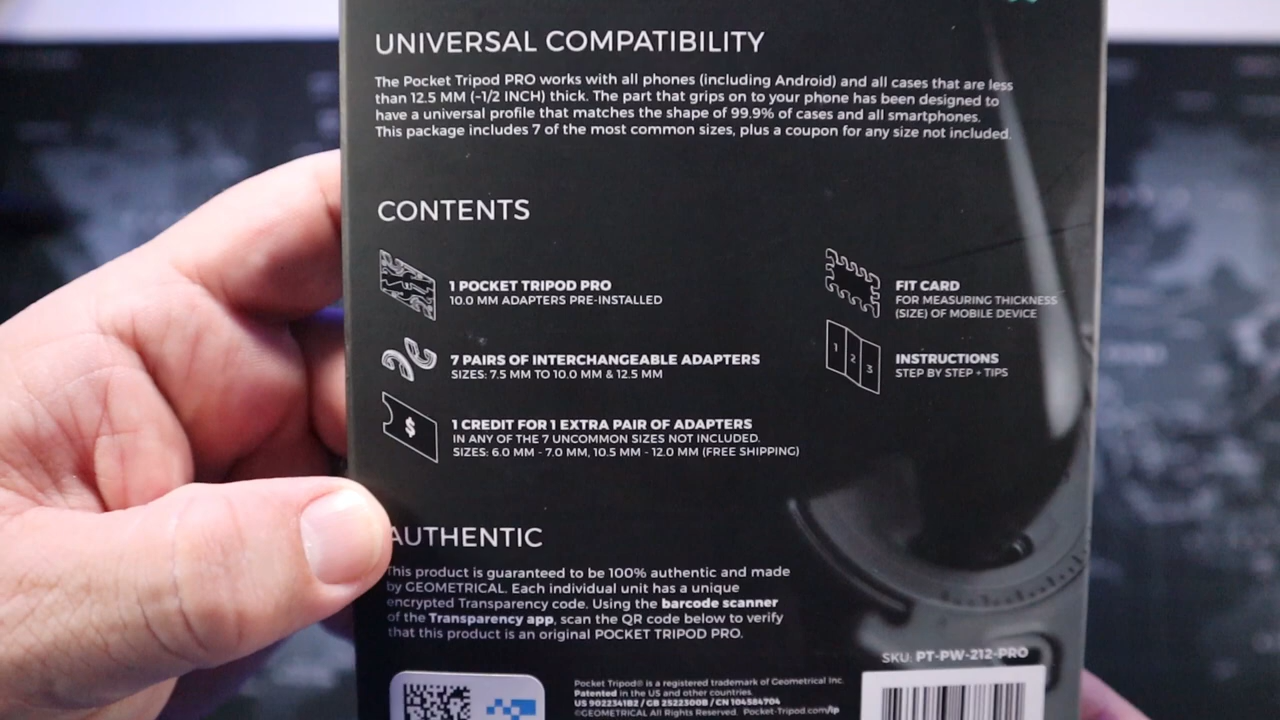 UNIVERSAL COMPATIBILITY
The Pocket Tripod PRO works with all phones (including Android) and all cases that are less
than 12.5 MM (~1/2 INCH) thick. The part that grips on to your phone has been designed to
have a universal profile that matches the shape of 99.9% of cases and all smartphones.
This package includes 7 of the most common sizes, plus a coupon for any size not included.
CONTENTS
1 POCKET TRIPOD PRO
10.0 MM ADAPTERS PRE-INSTALLED
7 PAIRS OF INTERCHANGEABLE ADAPTERS
SIZES: 7.5 MM TO 10.0 MM & 12.5 MM
$
1 CREDIT FOR 1 EXTRA PAIR OF ADAPTERS
IN ANY OF THE 7 UNCOMMON SIZES NOT INCLUDED.
SIZES: 6.0 MM - 7.0 MM, 10.5 MM - 12.0 MM (FREE SHIPPING)
FIT CARD
FOR MEASURING THICKNESS
(SIZE) OF MOBILE DEVICE
1 2 3
INSTRUCTIONS
STEP BY STEP + TIPS
AUTHENTIC
This product is guaranteed to be 100% authentic and made
by GEOMETRICAL. Each individual unit has a unique
encrypted Transparency code. Using the barcode scanner
of the Transparency app, scan the QR code below to verify
that this product is an original POCKET TRIPOD PRO.
SKU: PT-PW-212-PRO
Pocket Tripod® is a registered trademark of Geometrical Inc.
Patented in the US and other countries.
US 9022341B2 / GB 2522300B / CN 104584704
©GEOMETRICAL All Rights Reserved. Pocket-Tripod.com/ip